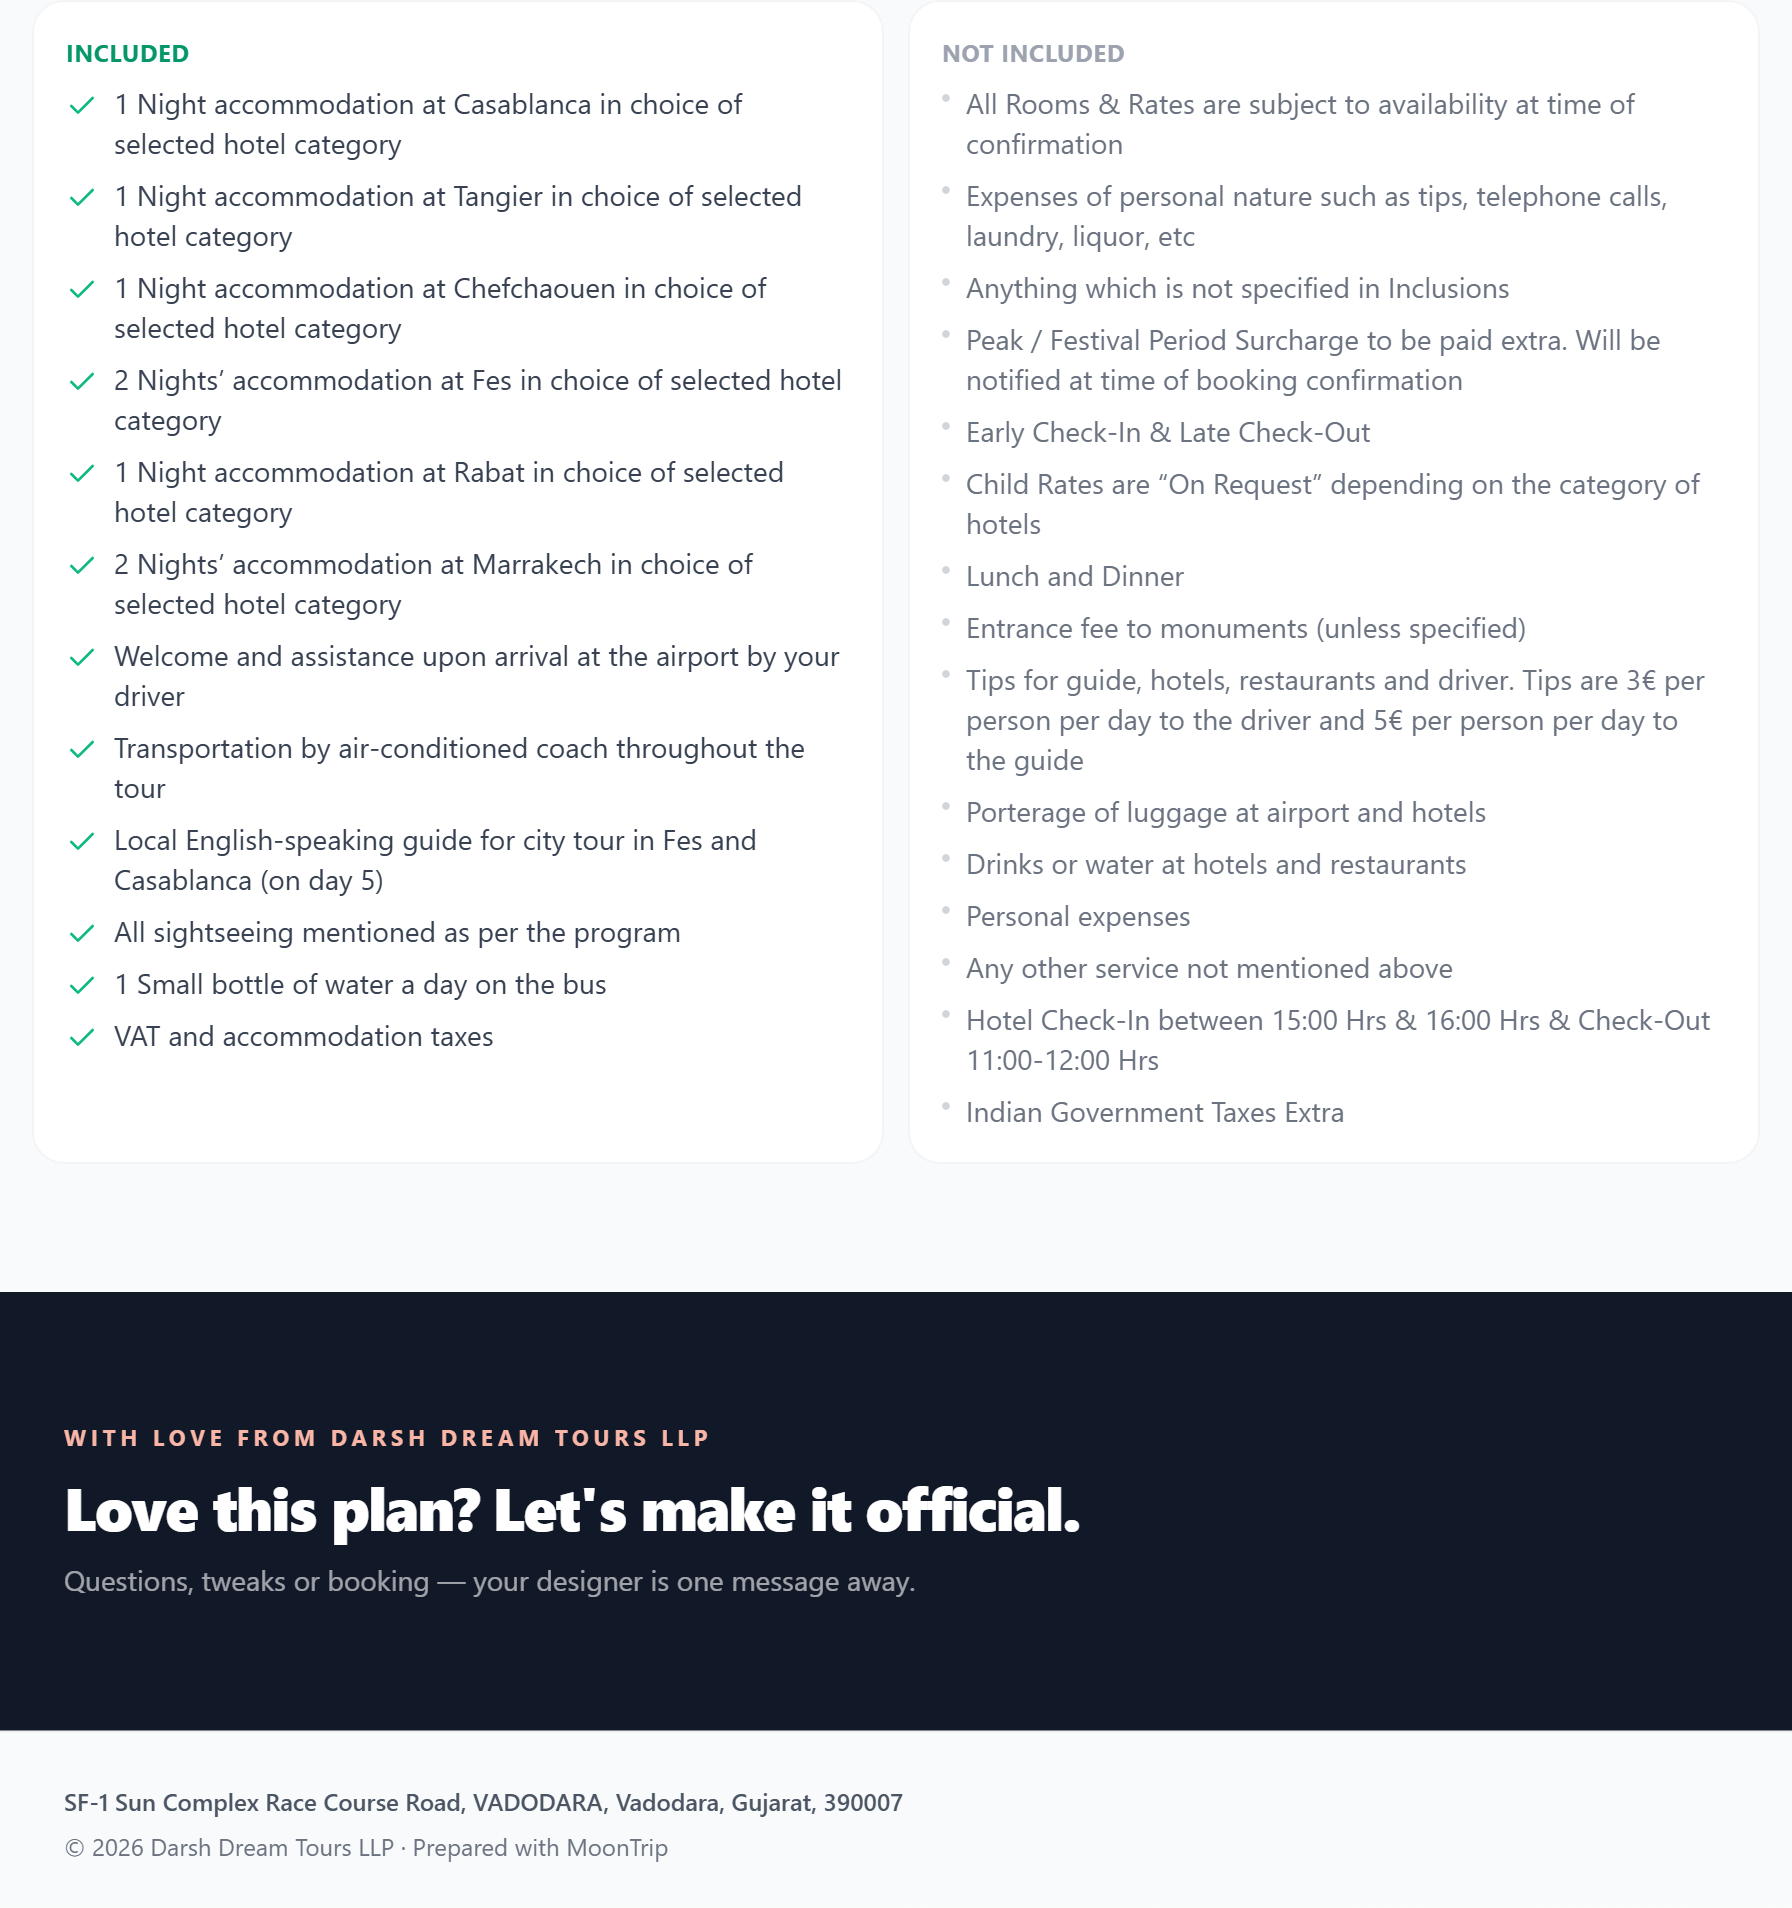 INCLUDED
1 Night accommodation at Casablanca in choice of
selected hotel category
1 Night accommodation at Tangier in choice of selected
hotel category
1 Night accommodation at Chefchaouen in choice of
selected hotel category
2 Nights’ accommodation at Fes in choice of selected hotel
category
1 Night accommodation at Rabat in choice of selected
hotel category
2 Nights’ accommodation at Marrakech in choice of
selected hotel category
Welcome and assistance upon arrival at the airport by your
driver
Transportation by air-conditioned coach throughout the
tour
Local English-speaking guide for city tour in Fes and
Casablanca (on day 5)
All sightseeing mentioned as per the program
1 Small bottle of water a day on the bus
VAT and accommodation taxes
NOT INCLUDED
All Rooms & Rates are subject to availability at time of
confirmation
Expenses of personal nature such as tips, telephone calls,
laundry, liquor, etc
Anything which is not specified in Inclusions
Peak / Festival Period Surcharge to be paid extra. Will be
notified at time of booking confirmation
Early Check-In & Late Check-Out
Child Rates are “On Request” depending on the category of
hotels
Lunch and Dinner
Entrance fee to monuments (unless specified)
Tips for guide, hotels, restaurants and driver. Tips are 3€ per
person per day to the driver and 5€ per person per day to
the guide
Porterage of luggage at airport and hotels
Drinks or water at hotels and restaurants
Personal expenses
Any other service not mentioned above
Hotel Check-In between 15:00 Hrs & 16:00 Hrs & Check-Out
11:00-12:00 Hrs
Indian Government Taxes Extra
WITH LOVE FROM DARSH DREAM TOURS LLP
Love this plan? Let's make it official.
Questions, tweaks or booking — your designer is one message away.
SF-1 Sun Complex Race Course Road, VADODARA, Vadodara, Gujarat, 390007
© 2026 Darsh Dream Tours LLP · Prepared with MoonTrip